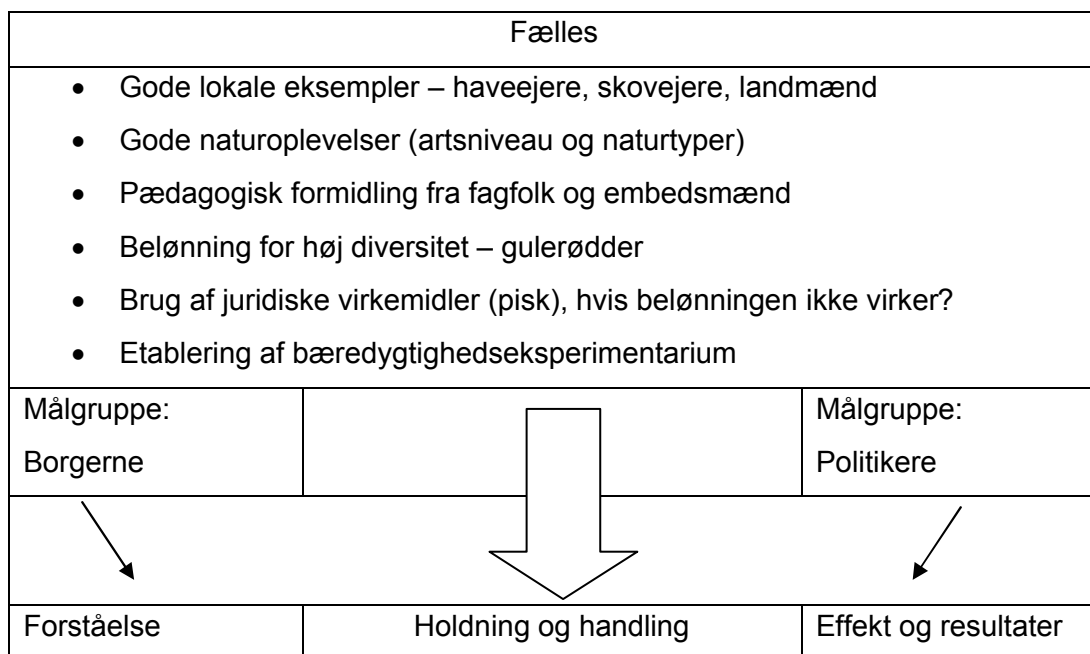 Fælles
• Gode lokale eksempler – haveejere, skovejere, landmænd
• Gode naturoplevelser (artsniveau og naturtyper)
• Pædagogisk formidling fra fagfolk og embedsmænd
• Belønning for høj diversitet – gulerødder
• Brug af juridiske virkemidler (pisk), hvis belønningen ikke virker?
• Etablering af bæredygtighedseksperimentarium
Målgruppe:
Borgerne
Målgruppe:
Politikere
Forståelse
Holdning og handling
Effekt og resultater